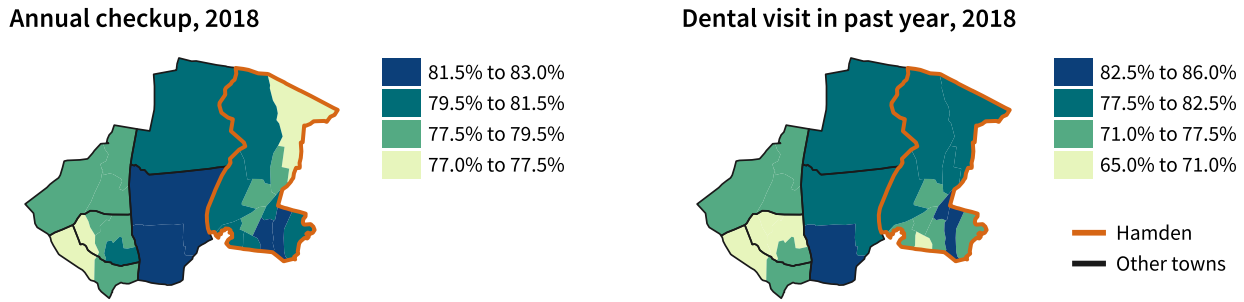 Annual checkup, 2018
81.5% to 83.0%
79.5% to 81.5%
77.5% to 79.5%
77.0% to 77.5%
Dental visit in past year, 2018
82.5% to 86.0%
77.5% to 82.5%
71.0% to 77.5%
65.0% to 71.0%
Hamden
Other towns